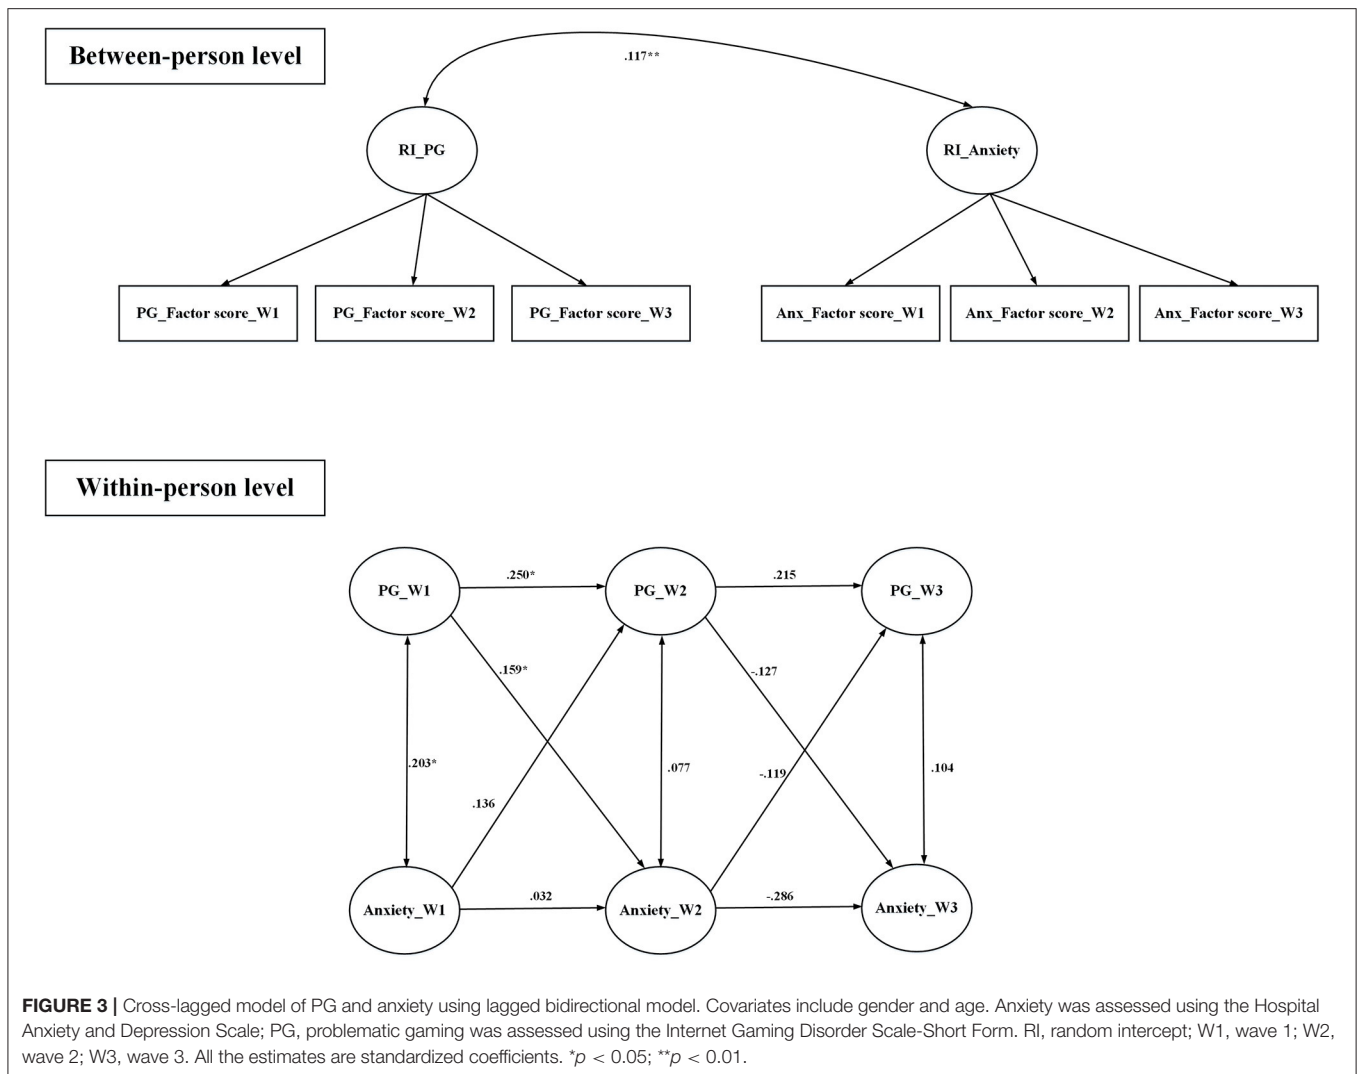 Between-person level
.117**
RI_PG
RI_Anxiety
PG_Factor score_W1
PG_Factor score_W2
PG_Factor score_W3
Anx_Factor score_W1
Anx_Factor score_W2
Anx_Factor score_W3
Within-person level
PG_W1
.250*
PG_W2
.215
PG_W3
.159*
-.127
.203*
.136
.077
-.119
.104
Anxiety_W1
.032
Anxiety_W2
-.286
Anxiety_W3
FIGURE 3 | Cross-lagged model of PG and anxiety using lagged bidirectional model. Covariates include gender and age. Anxiety was assessed using the Hospital
Anxiety and Depression Scale; PG, problematic gaming was assessed using the Internet Gaming Disorder Scale-Short Form. RI, random intercept; W1, wave 1; W2,
wave 2; W3, wave 3. All the estimates are standardized coefficients. *p < 0.05; **p < 0.01.